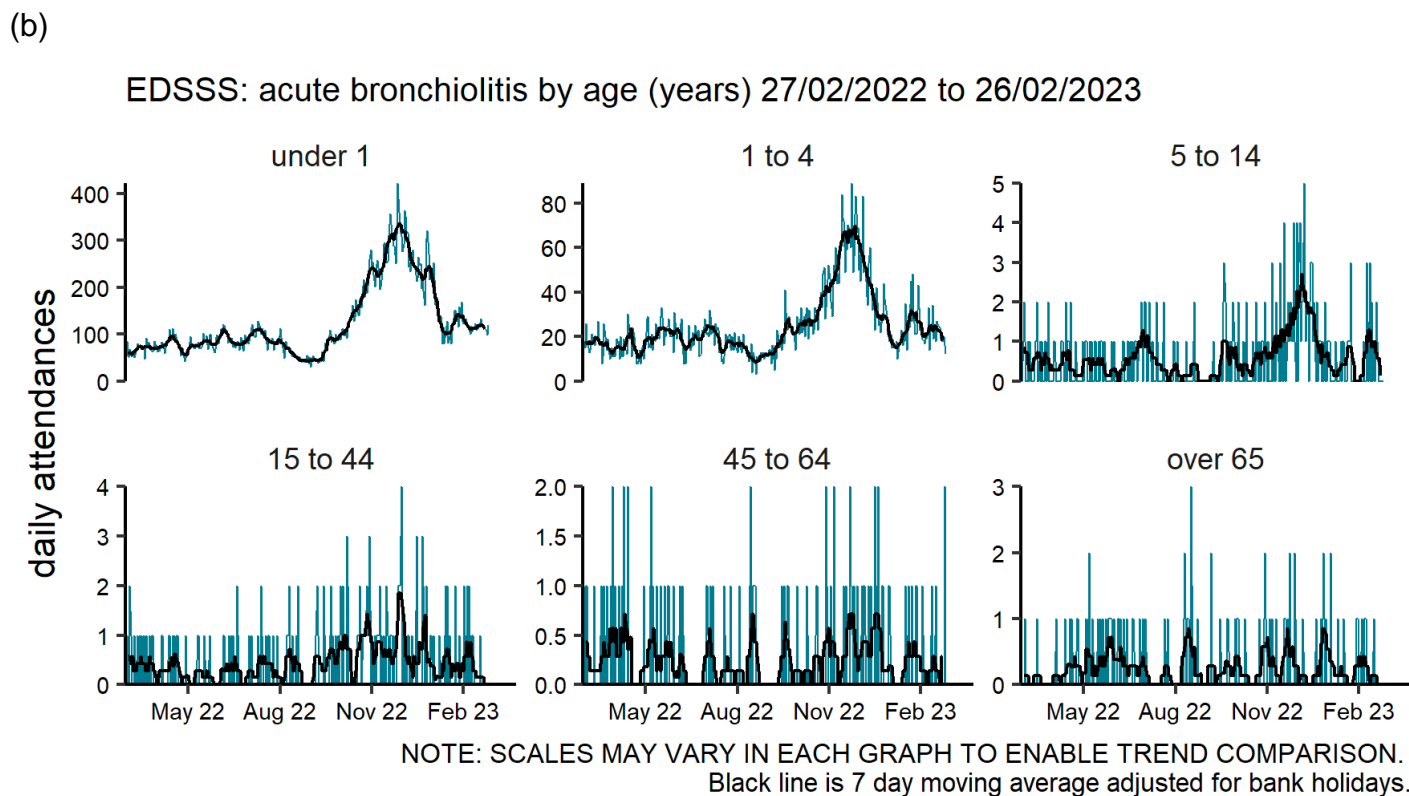 (b)
EDSSS: acute bronchiolitis by age (years) 27/02/2022 to 26/02/2023
daily attendances
under 1
400
300
200
100
0
1 to 4
80
60
40
20
0
5 to 14
5
4
3
2
1
0
15 to 44
4
3
2
1
0
May 22 Aug 22 Nov 22 Feb 23
45 to 64
2.0
1.5
1.0
0.5
0.0
May 22 Aug 22 Nov 22 Feb 23
over 65
3
2
1
0
May 22 Aug 22 Nov 22 Feb 23
NOTE: SCALES MAY VARY IN EACH GRAPH TO ENABLE TREND COMPARISON.
Black line is 7 day moving average adjusted for bank holidays.